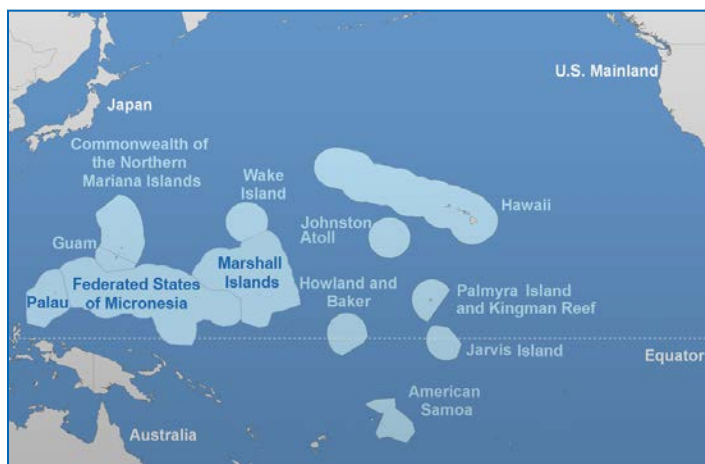 U.S. Mainland
Japan
Commonwealth of
the Northern
Mariana Islands
Wake
Island
Hawaii
Johnston
Atoll
Guam
Marshall
Islands
Federated States
of Micronesia
Palau
Howland and
Baker
Palmyra Island
and Kingman Reef
Jarvis Island
Equator
American
Samoa
Australia